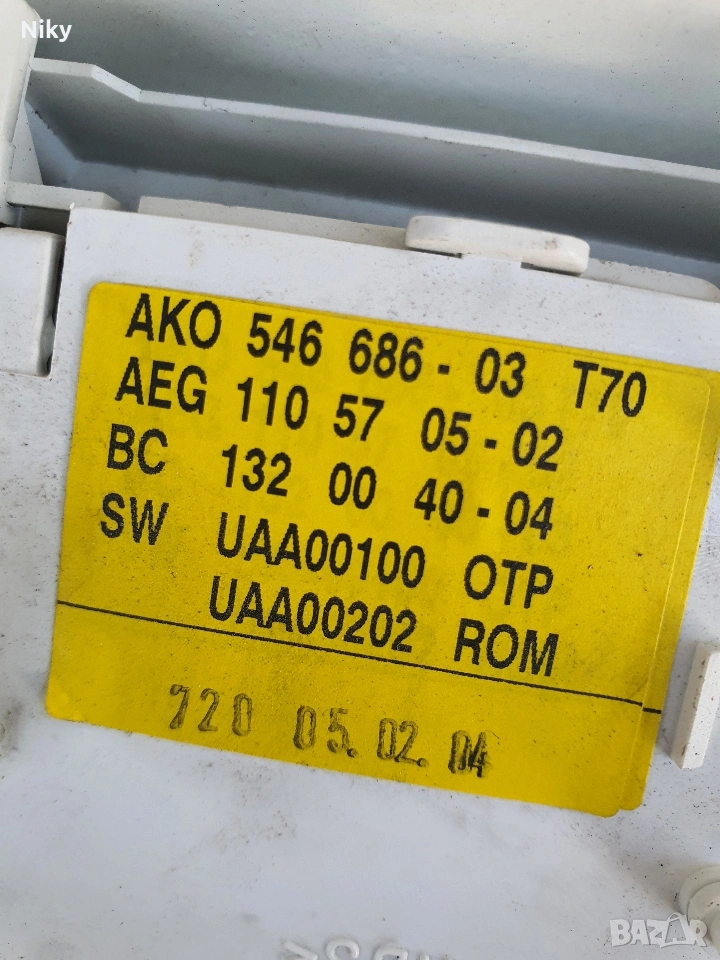 Niky
AKO 546 686 - 03 T70
AEG 110 57 05 - 02
BC 132 00 40 - 04
SW UAA00100 OTP
UAA00202 ROM
720 05.02.04
BAZAR